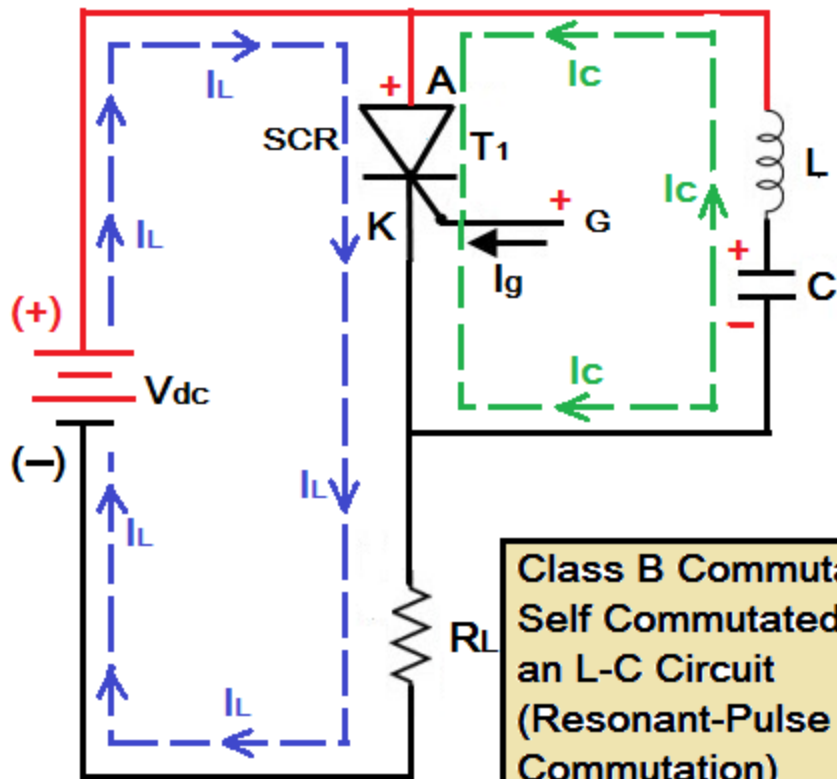 IL
IC
+
A
SCR
T1
L
IC
IL
K
+
G
+
Ig
C
(+)
−
Vdc
IC
(−)
IL
IL
Class B Commuta
Self Commutated
RL
an L-C Circuit
IL
(Resonant-Pulse
Commutation)